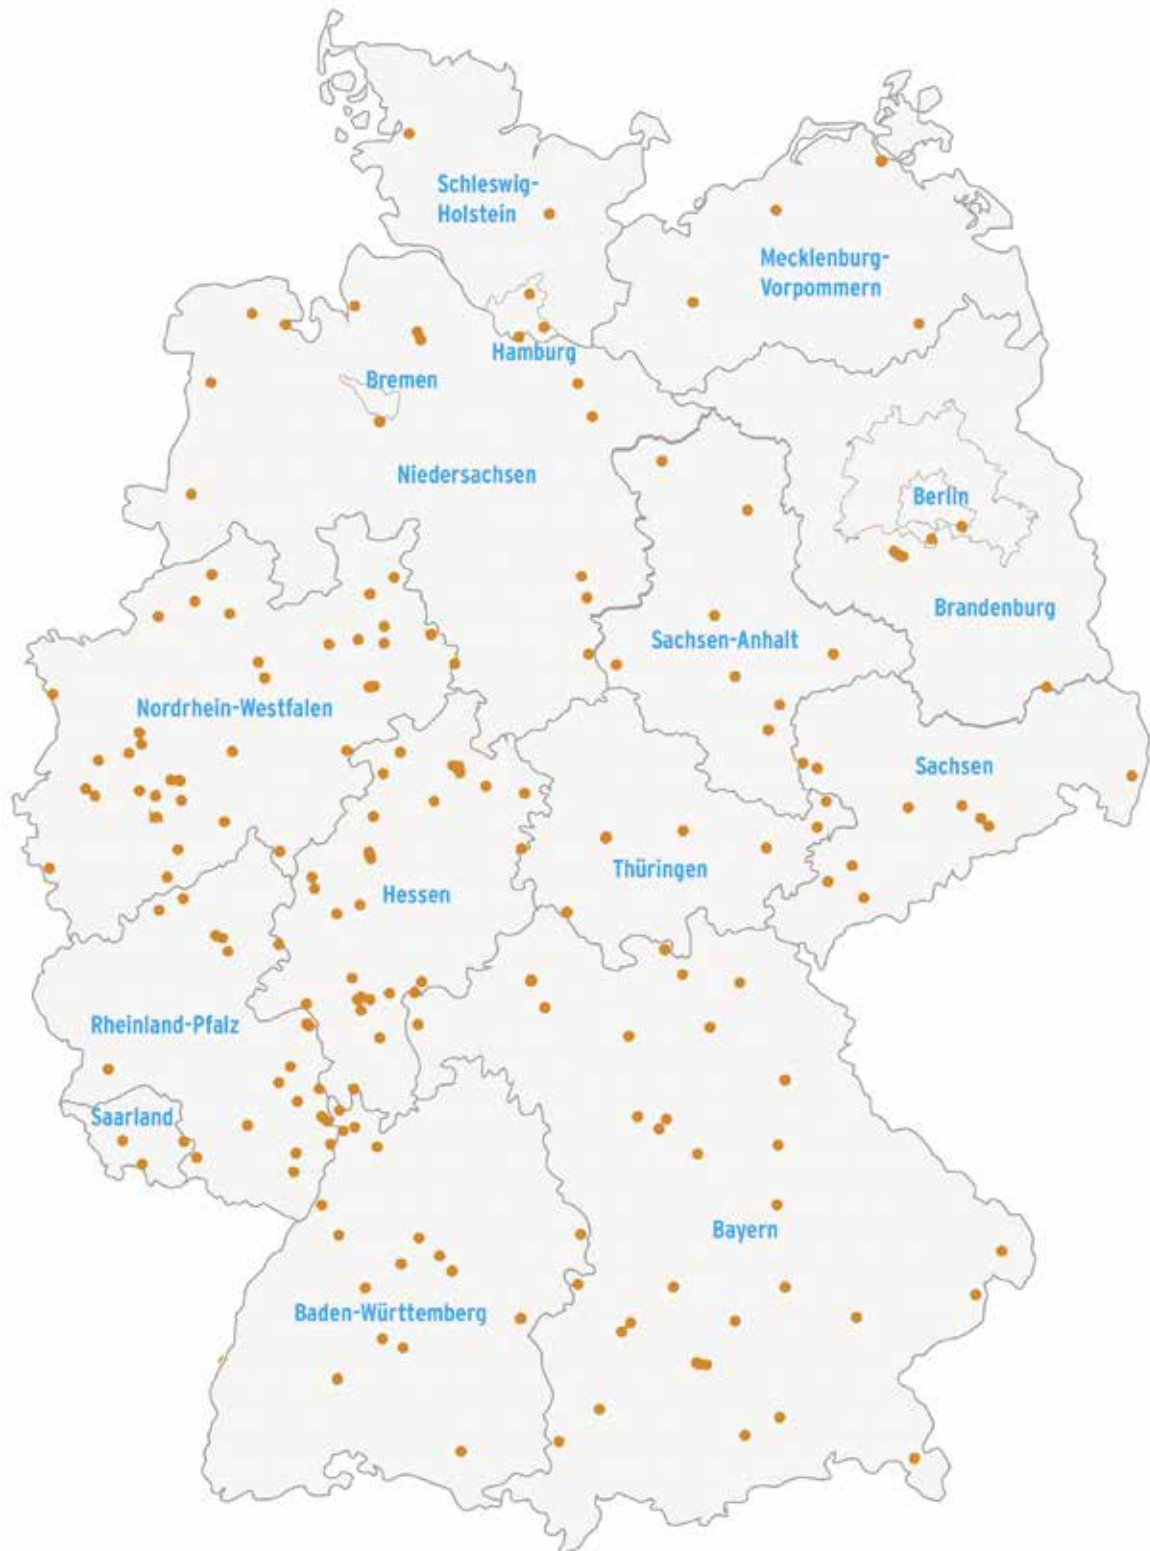 Schleswig-
Holstein
Mecklenburg-
Vorpommern
Hamburg
Bremen
Niedersachsen
Berlin
Brandenburg
Sachsen-Anhalt
Nordrhein-Westfalen
Sachsen
Thüringen
Hessen
Rheinland-Pfalz
Saarland
Bayern
Baden-Württemberg